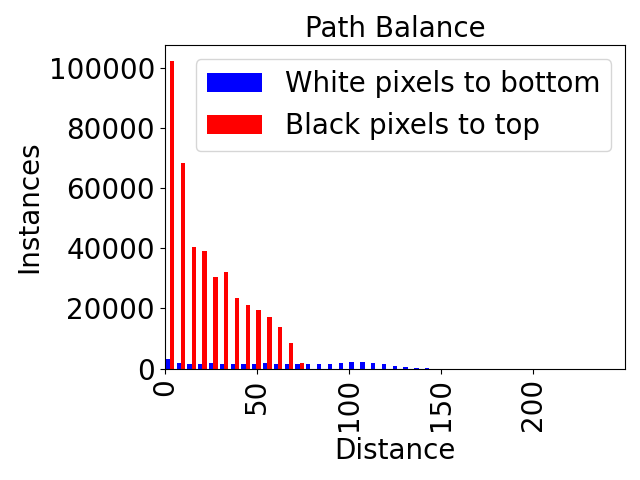 Path Balance
100000
80000
60000
40000
20000
0
Instances
White pixels to bottom
Black pixels to top
0
50
100
150
200
Distance